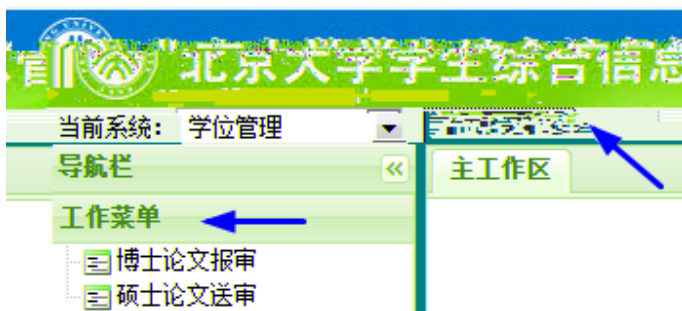 北京大学学生综合信息
当前系统： 学位管理
导航栏
主工作区
工作菜单
博士论文报审
硕士论文送审